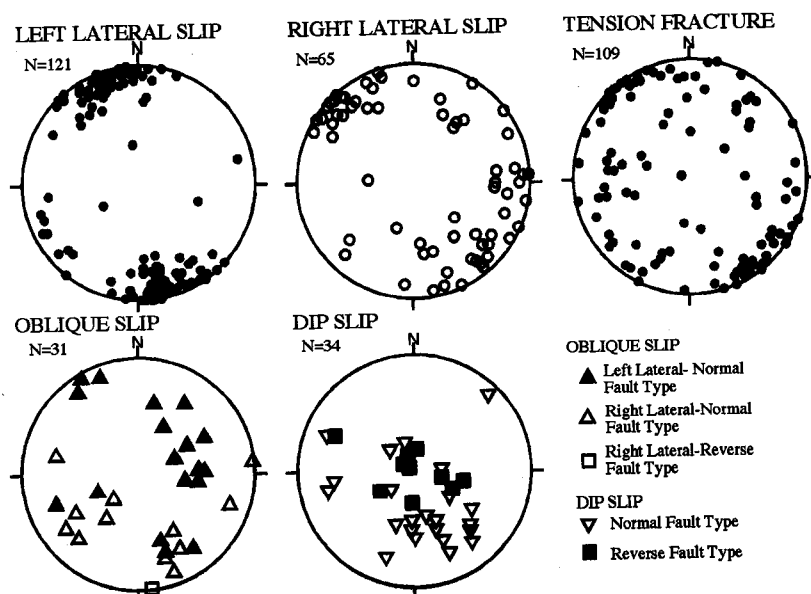 LEFT LATERAL SLIP
N
N=121
RIGHT LATERAL SLIP
N
N=65
TENSION FRACTURE
N
N=109
OBLIQUE SLIP
N
N=31
DIP SLIP
N
N=34
OBLIQUE SLIP
Left Lateral- Normal
Fault Type
Right Lateral-Normal
Fault Type
Right Lateral-Reverse
Fault Type
DIP SLIP
Normal Fault Type
Reverse Fault Type